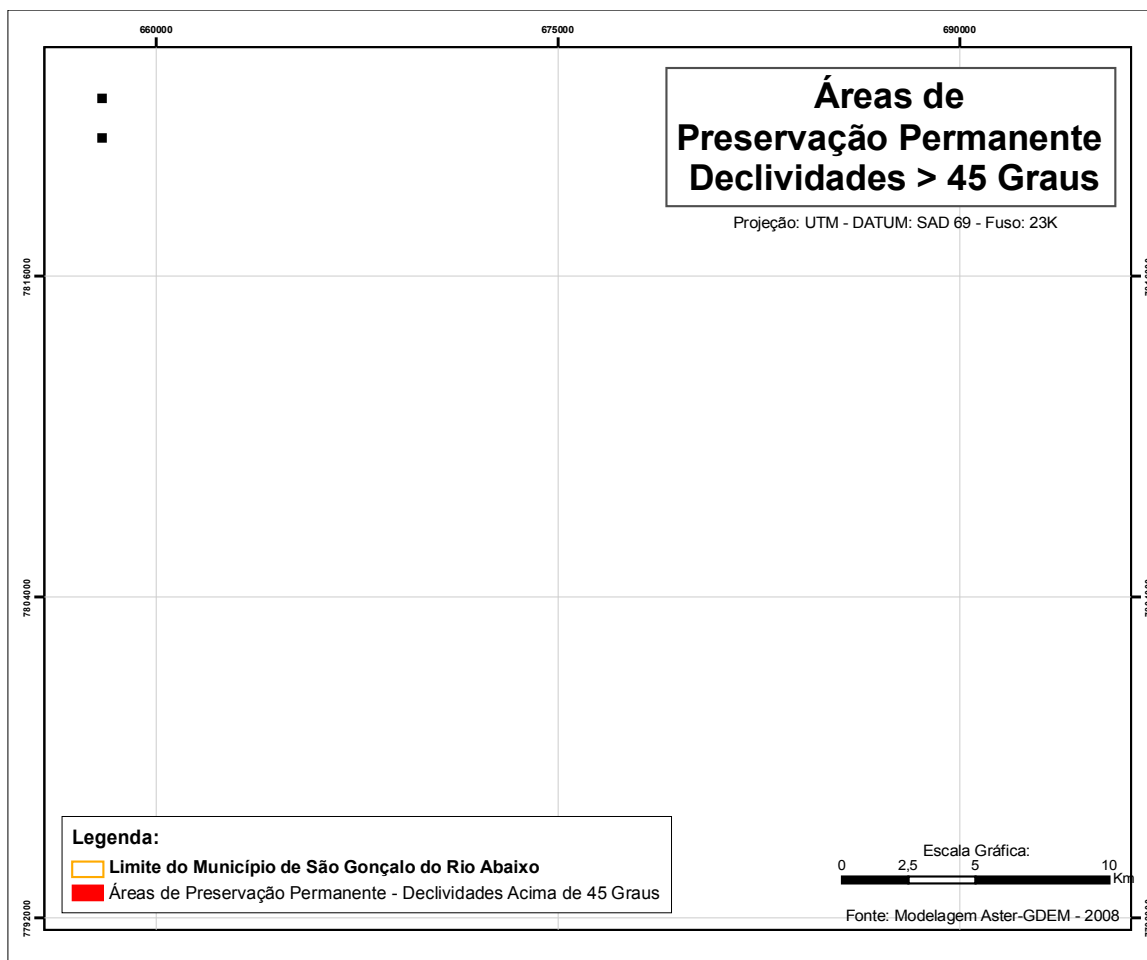 660000 675000 690000
Áreas de
Preservação Permanente
Declividades > 45 Graus
Projeção: UTM - DATUM: SAD 69 - Fuso: 23K
7816000
7804000
7804000
Legenda:
Limite do Município de São Gonçalo do Rio Abaixo
Áreas de Preservação Permanente - Declividades Acima de 45 Graus
Escala Gráfica:
0 2,5 5 10
Km
Fonte: Modelagem Aster-GDEM - 2008
7792000